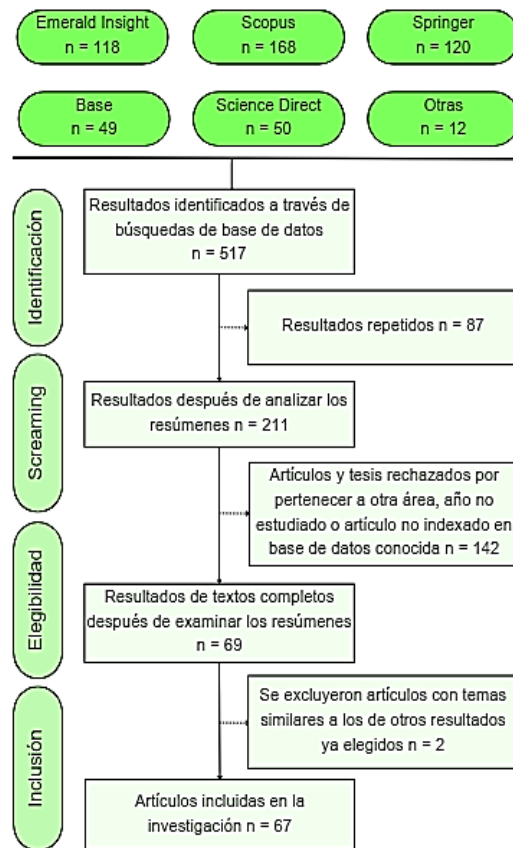 Emerald Insight
n = 118
Scopus
n = 168
Springer
n = 120
Base
n = 49
Science Direct
n = 50
Otras
n = 12
Identificación
Resultados identificados a través de
búsquedas de base de datos
n = 517
Resultados repetidos n = 87
Screaming
Resultados después de analizar los
resúmenes n = 211
Artículos y tesis rechazados por
pertenecer a otra área, año no
estudiado o artículo no indexado en
base de datos conocida n = 142
Elegibilidad
Resultados de textos completos
después de examinar los resúmenes
n = 69
Se excluyeron artículos con temas
similares a los de otros resultados
ya elegidos n = 2
Inclusión
Artículos incluidas en la
investigación n = 67